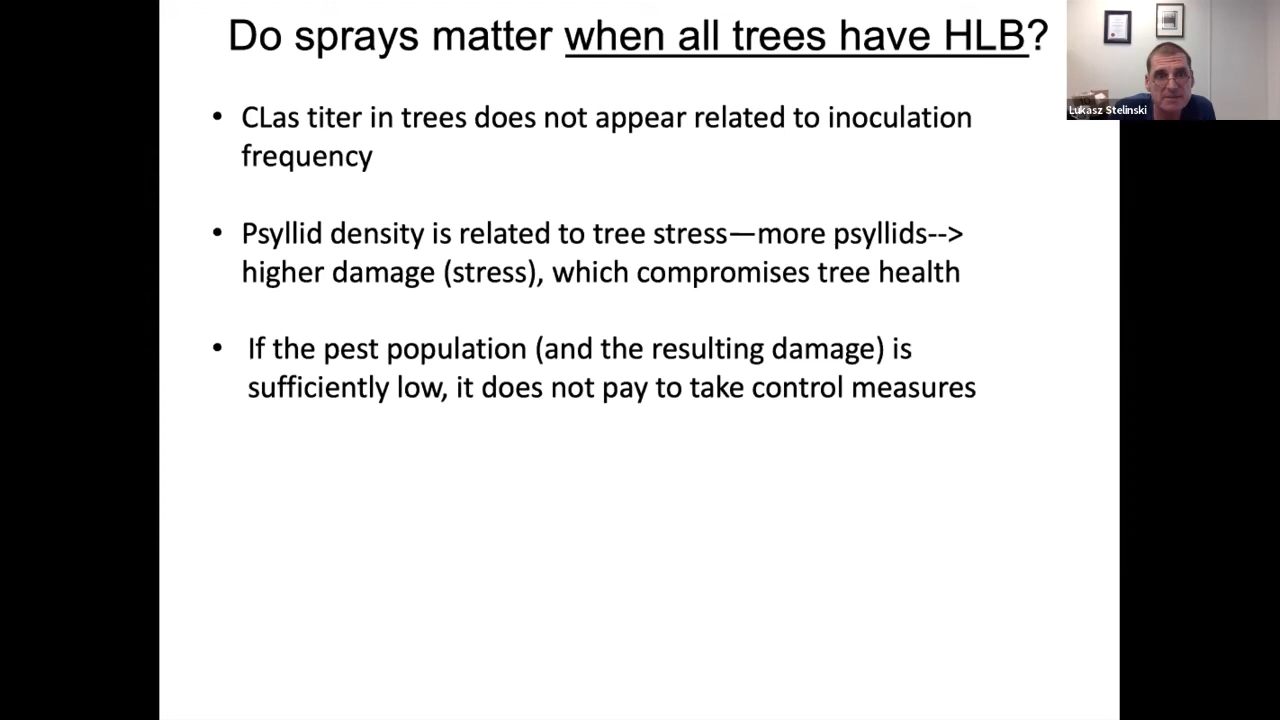 Do sprays matter when all trees have HLB?
Lukasz Stelinski
• CLas titer in trees does not appear related to inoculation
frequency
• Psyllid density is related to tree stress—more psyllids-->
higher damage (stress), which compromises tree health
• If the pest population (and the resulting damage) is
sufficiently low, it does not pay to take control measures